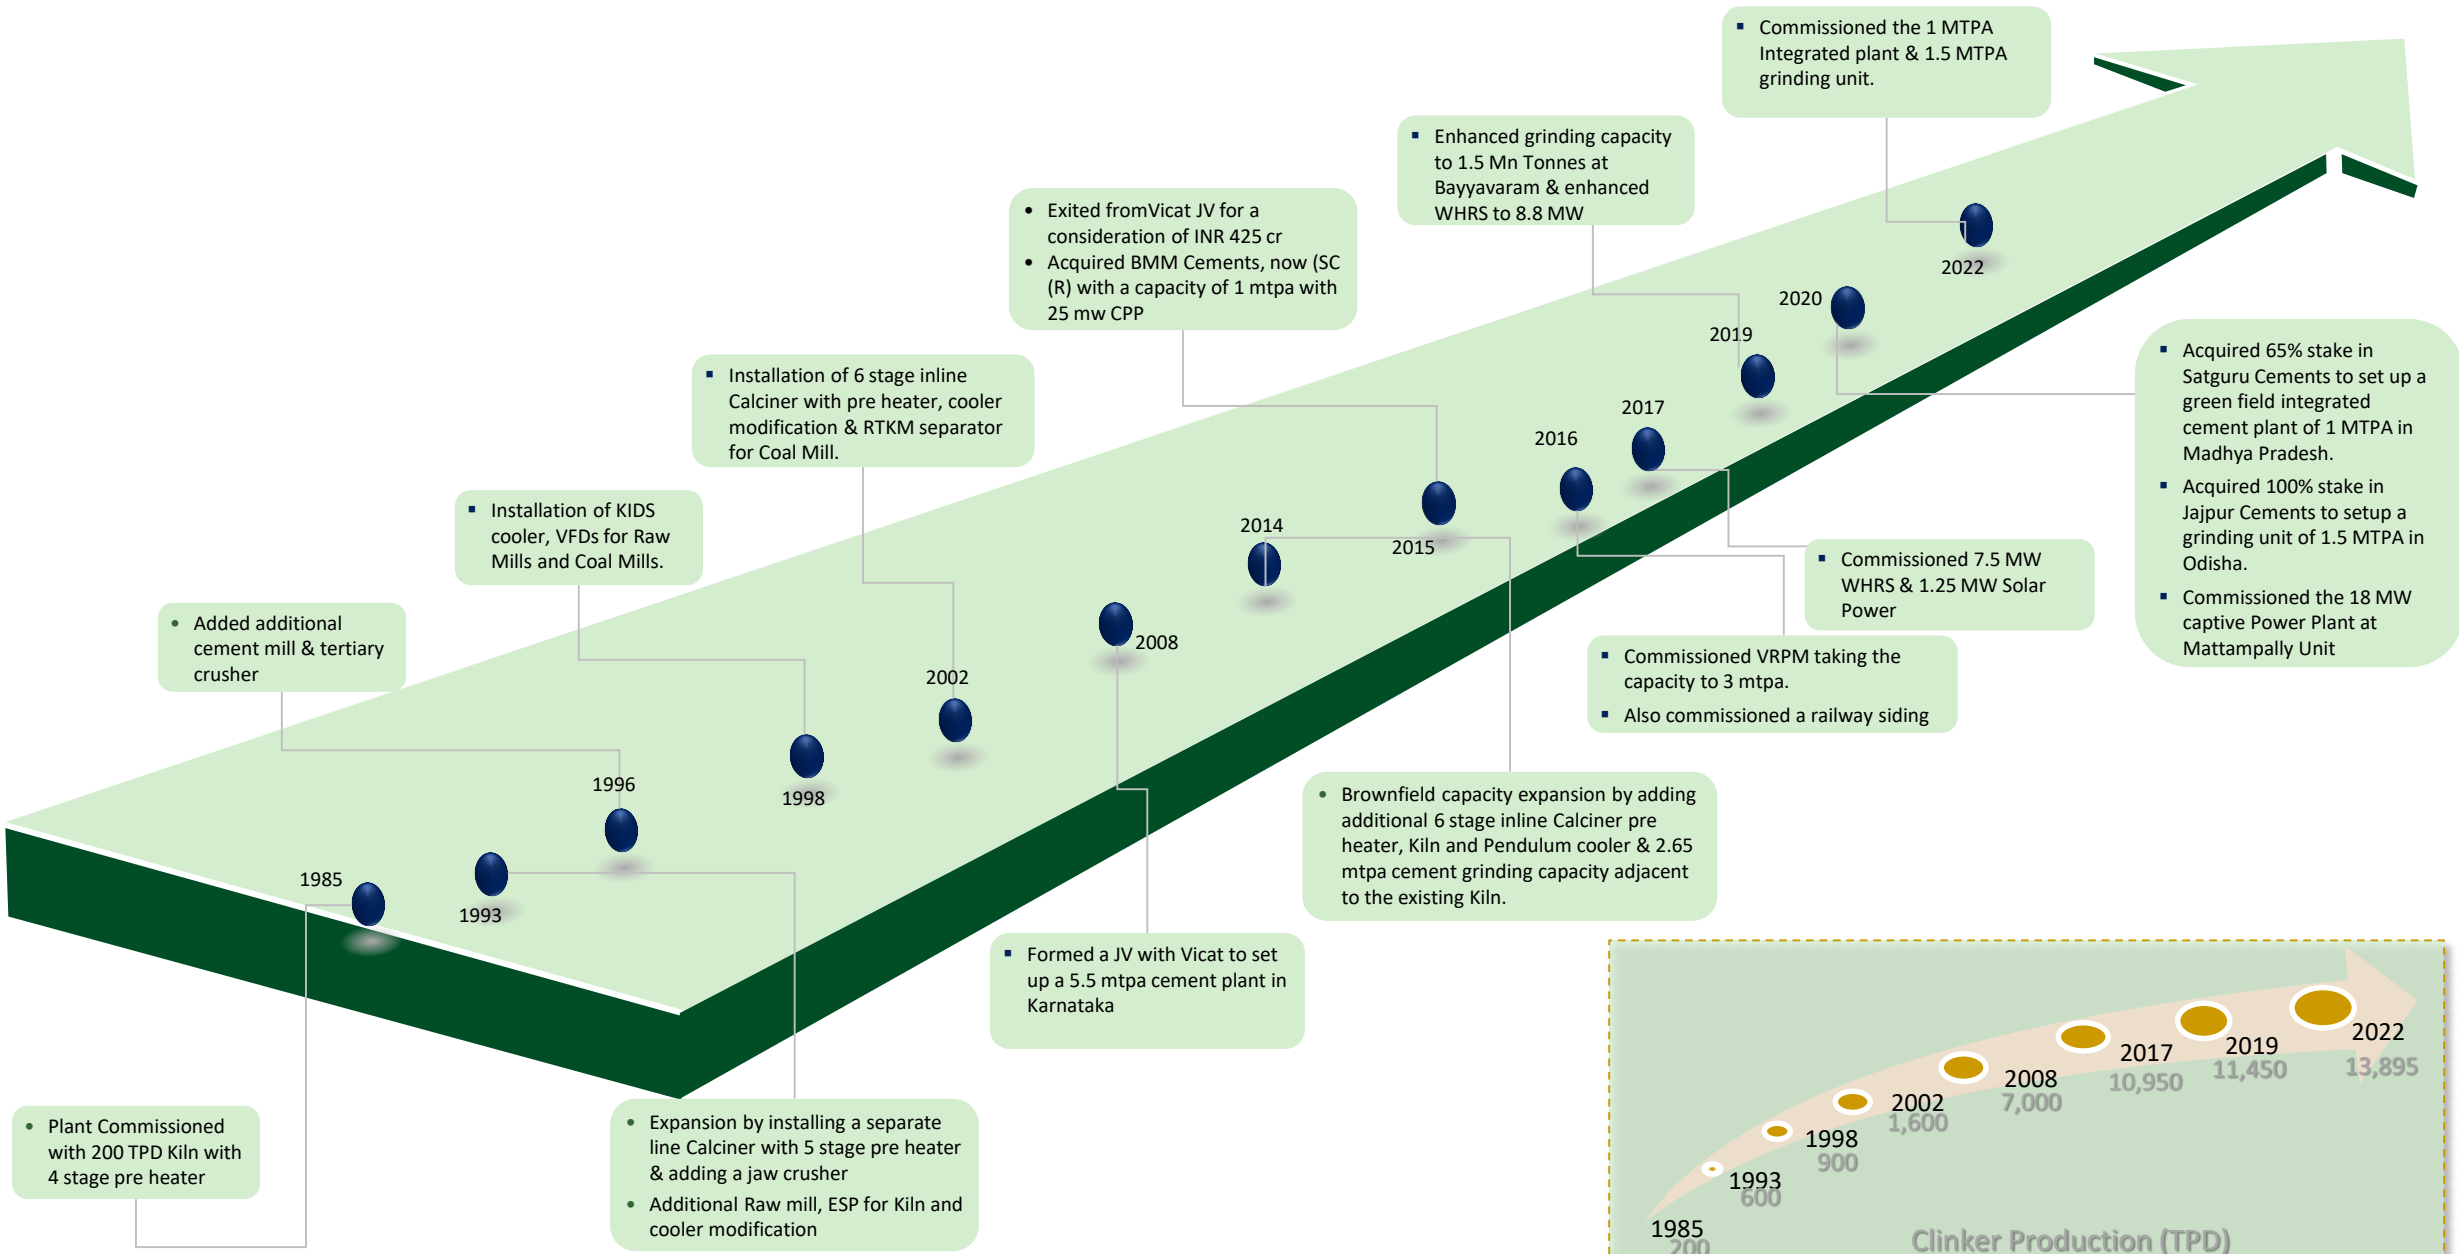 Commissioned the 1 MTPA
Integrated plant & 1.5 MTPA
grinding unit.
Enhanced grinding capacity
to 1.5 Mn Tonnes at
Bayyavaram & enhanced
WHRS to 8.8 MW
• Exited fromVicat JV for a
consideration of INR 425 cr
• Acquired BMM Cements, now (SC
(R) with a capacity of 1 mtpa with
25 mw CPP
Installation of 6 stage inline
Calciner with pre heater, cooler
modification & RTKM separator
for Coal Mill.
Installation of KIDS
cooler, VFDs for Raw
Mills and Coal Mills.
• Added additional
cement mill & tertiary
crusher
2022
2020
2019
2017
2016
2015
2014
2008
2002
1998
1996
1993
1985
Acquired 65% stake in
Satguru Cements to set up a
green field integrated
cement plant of 1 MTPA in
Madhya Pradesh.
Acquired 100% stake in
Jajpur Cements to setup a
grinding unit of 1.5 MTPA in
Odisha.
Commissioned the 18 MW
captive Power Plant at
Mattampally Unit
Commissioned 7.5 MW
WHRS & 1.25 MW Solar
Power
Commissioned VRPM taking the
capacity to 3 mtpa.
Also commissioned a railway siding
• Brownfield capacity expansion by adding
additional 6 stage inline Calciner pre
heater, Kiln and Pendulum cooler & 2.65
mtpa cement grinding capacity adjacent
to the existing Kiln.
Formed a JV with Vicat to set
up a 5.5 mtpa cement plant in
Karnataka
• Expansion by installing a separate
line Calciner with 5 stage pre heater
& adding a jaw crusher
• Additional Raw mill, ESP for Kiln and
cooler modification
• Plant Commissioned
with 200 TPD Kiln with
4 stage pre heater
2022
13,895
2019
11,450
2017
10,950
2008
7,000
2002
1,600
1998
900
1993
600
1985
200
Clinker Production (TPD)